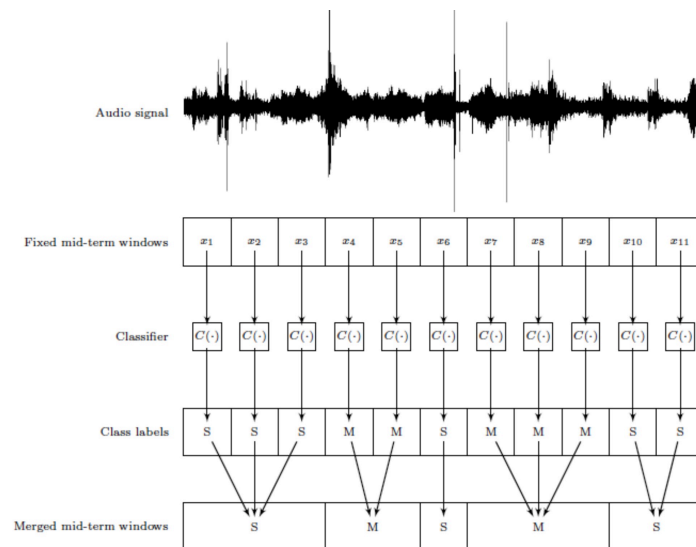 Audio signal
Fixed mid-term windows x₁ x₂ x₃ x₄ x₅ x₆ x₇ x₈ x₉ x₁₀ x₁₁
Classifier C(·) C(·) C(·) C(·) C(·) C(·) C(·) C(·) C(·) C(·) C(·)
Class labels S S S M M S M M M S S
Merged mid-term windows S M S M S